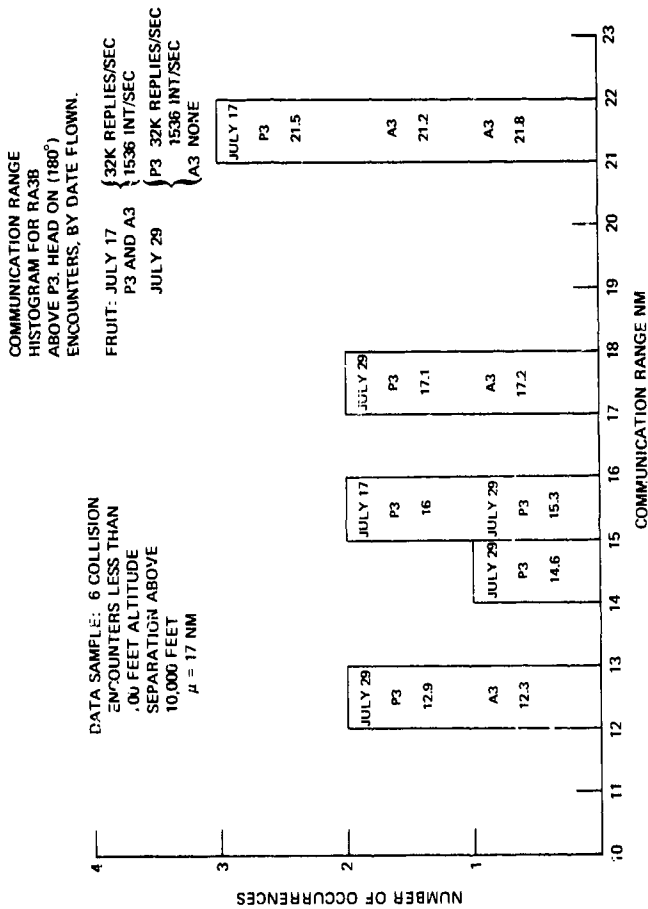 COMMUNICATION RANGE
HISTOGRAM FOR RA3B
ABOVE P3. HEAD ON (180°)
ENCOUNTERS, BY DATE FLOWN.
FRUIT: JULY 17 {32K REPLIES/SEC
P3 AND A3 1536 INT/SEC
JULY 29 {P3 32K REPLIES/SEC
1536 INT/SEC
A3 NONE
DATA SAMPLE: 6 COLLISION
ENCOUNTERS LESS THAN
00 FEET ALTITUDE
SEPARATION ABOVE
10,000 FEET
μ = 17 NM
NUMBER OF OCCURRENCES
4
3
2
1
JULY 29
P3
12.9
A3
12.3
JULY 29
P3
14.6
JULY 17
P3
16
JULY 29
P3
15.3
JULY 29
P3
17.1
A3
17.2
JULY 17
P3
21.5
A3
21.2
A3
21.8
10 11 12 13 14 15 16 17 18 19 20 21 22 23
COMMUNICATION RANGE NM